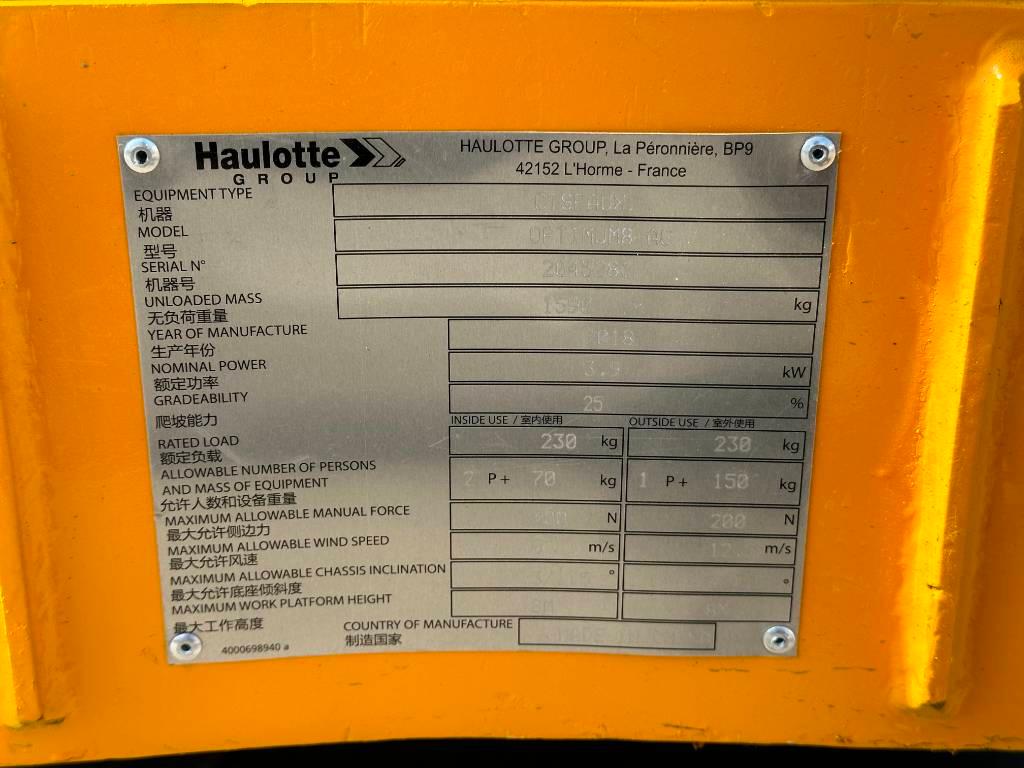 Haulotte
GROUP
HAULOTTE GROUP, La Péronnière, BP9
42152 L'Horme - France
EQUIPMENT TYPE
机器
MODEL
型号
OPTIMUM8 AC
SERIAL N°
机器号
UNLOADED MASS
无负荷重量
kg
YEAR OF MANUFACTURE
生产年份
2018
NOMINAL POWER
额定功率
kW
GRADEABILITY
爬坡能力
25 %
INSIDE USE / 室内使用 OUTSIDE USE / 室外使用
RATED LOAD
额定负载
230 kg 230 kg
ALLOWABLE NUMBER OF PERSONS
AND MASS OF EQUIPMENT
允许人数和设备重量
2 P + 70 kg 1 P + 150 kg
MAXIMUM ALLOWABLE MANUAL FORCE
最大允许侧边力
N 200 N
MAXIMUM ALLOWABLE WIND SPEED
最大允许风速
m/s m/s
MAXIMUM ALLOWABLE CHASSIS INCLINATION
最大允许底座倾斜度
° °
MAXIMUM WORK PLATFORM HEIGHT
最大工作高度
8M
COUNTRY OF MANUFACTURE
制造国家
4000698940 a